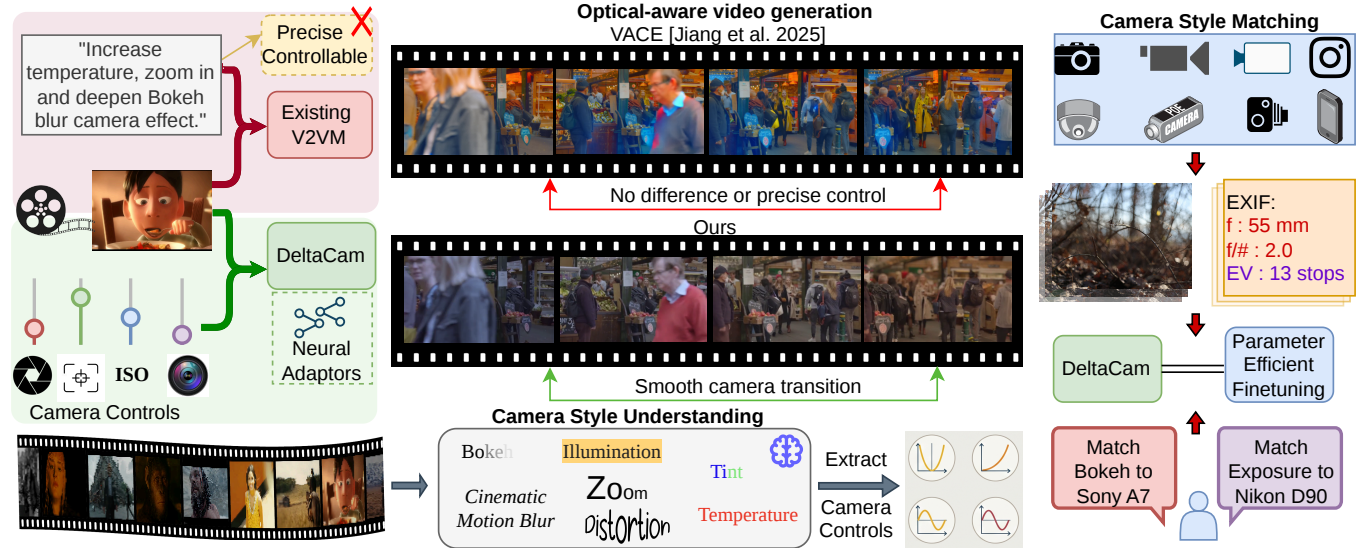 "Increase
temperature, zoom in
and deepen Bokeh
blur camera effect."
Precise
Controllable
Existing
V2VM
DeltaCam
Neural
Adaptors
ISO
Camera Controls
Optical-aware video generation
VACE [Jiang et al. 2025]
No difference or precise control
Ours
Smooth camera transition
Camera Style Understanding
Bokeh
Illumination
Tint
Cinematic
Motion Blur
Zoom
Distortion
Temperature
Extract
Camera
Controls
Camera Style Matching
PDF
CAMERA
EXIF:
f : 55 mm
f/# : 2.0
EV : 13 stops
DeltaCam
Parameter
Efficient
Finetuning
Match
Bokeh to
Sony A7
Match
Exposure to
Nikon D90